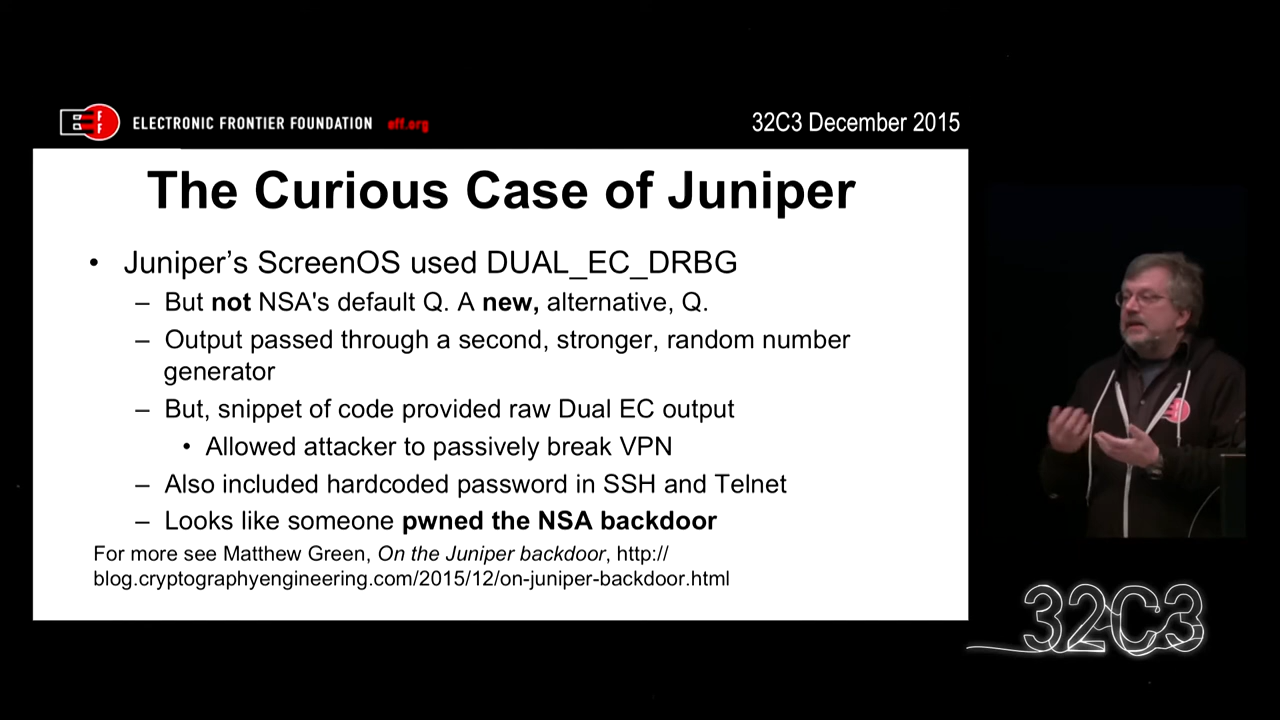 ELECTRONIC FRONTIER FOUNDATION eff.org
32C3 December 2015
The Curious Case of Juniper
• Juniper’s ScreenOS used DUAL_EC_DRBG
– But not NSA's default Q. A new, alternative, Q.
– Output passed through a second, stronger, random number
generator
– But, snippet of code provided raw Dual EC output
• Allowed attacker to passively break VPN
– Also included hardcoded password in SSH and Telnet
– Looks like someone pwned the NSA backdoor
For more see Matthew Green, On the Juniper backdoor, http://
blog.cryptographyengineering.com/2015/12/on-juniper-backdoor.html
32C3